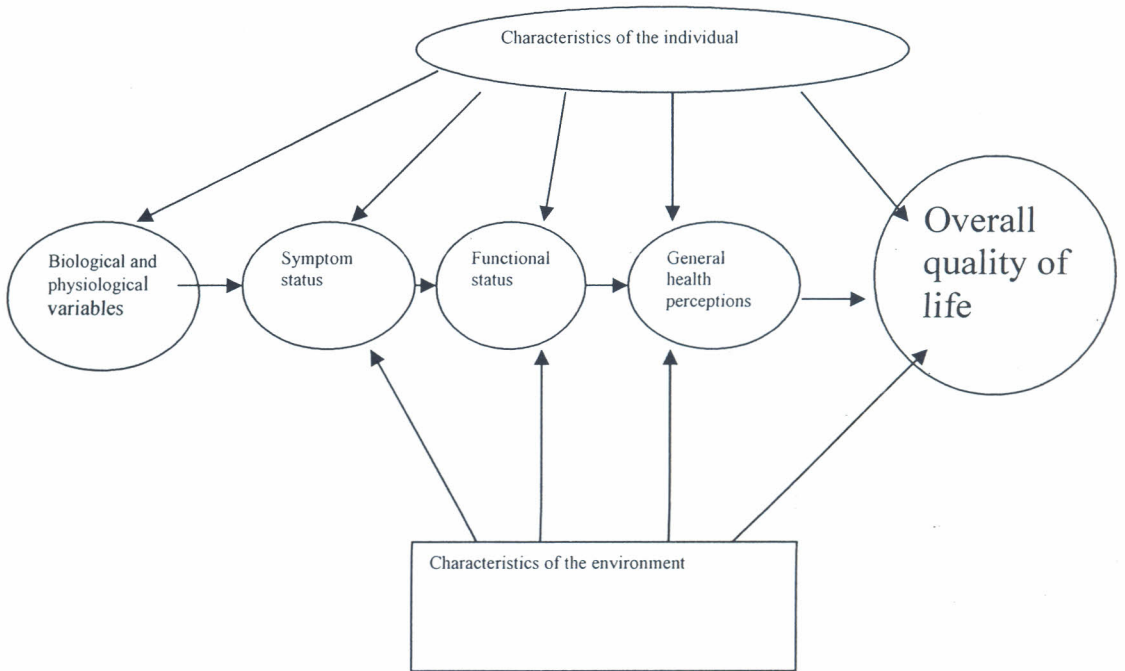 Characteristics of the individual
Biological and
physiological
variables
Symptom
status
Functional
status
General
health
perceptions
Overall
quality of
life
Characteristics of the environment